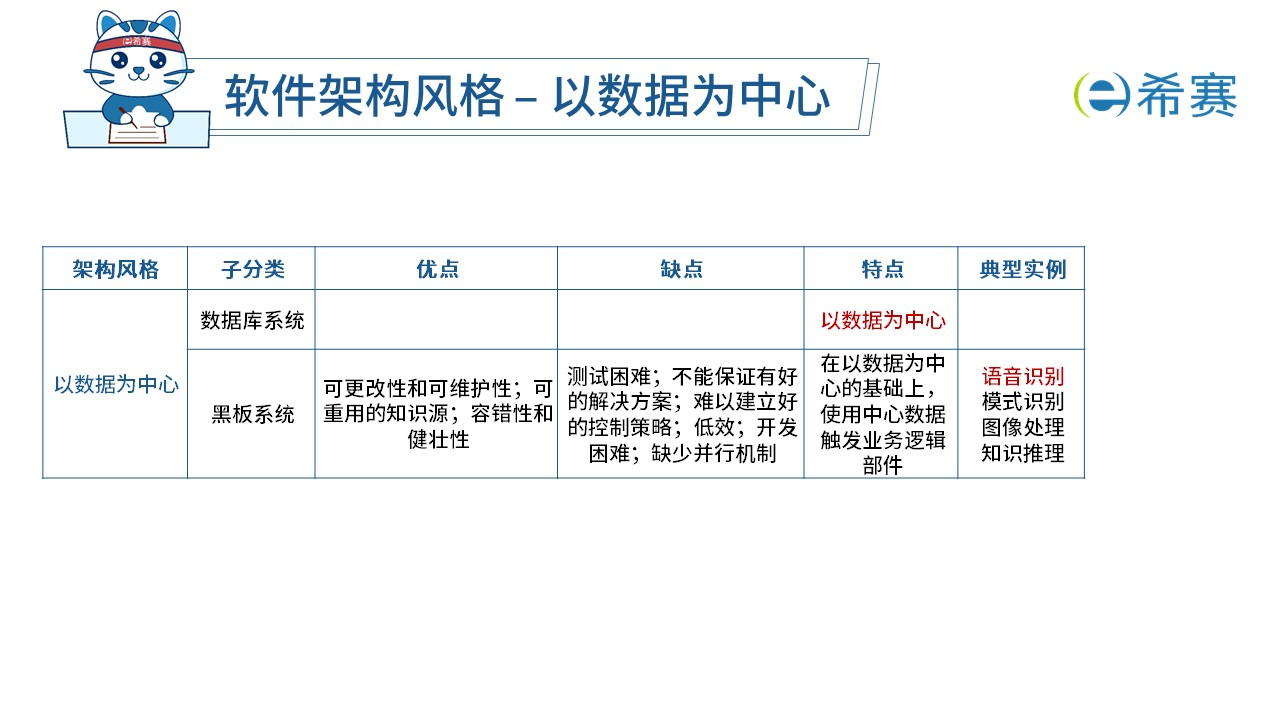 希赛
软件架构风格 – 以数据为中心
希赛
架构风格
子分类
优点
缺点
特点
典型实例
以数据为中心
数据库系统
以数据为中心
黑板系统
可更改性和可维护性；可
重用的知识源；容错性和
健壮性
测试困难；不能保证有好
的解决方案；难以建立好
的控制策略；低效；开发
困难；缺少并行机制
在以数据为中
心的基础上，
使用中心数据
触发业务逻辑
部件
语音识别
模式识别
图像处理
知识推理